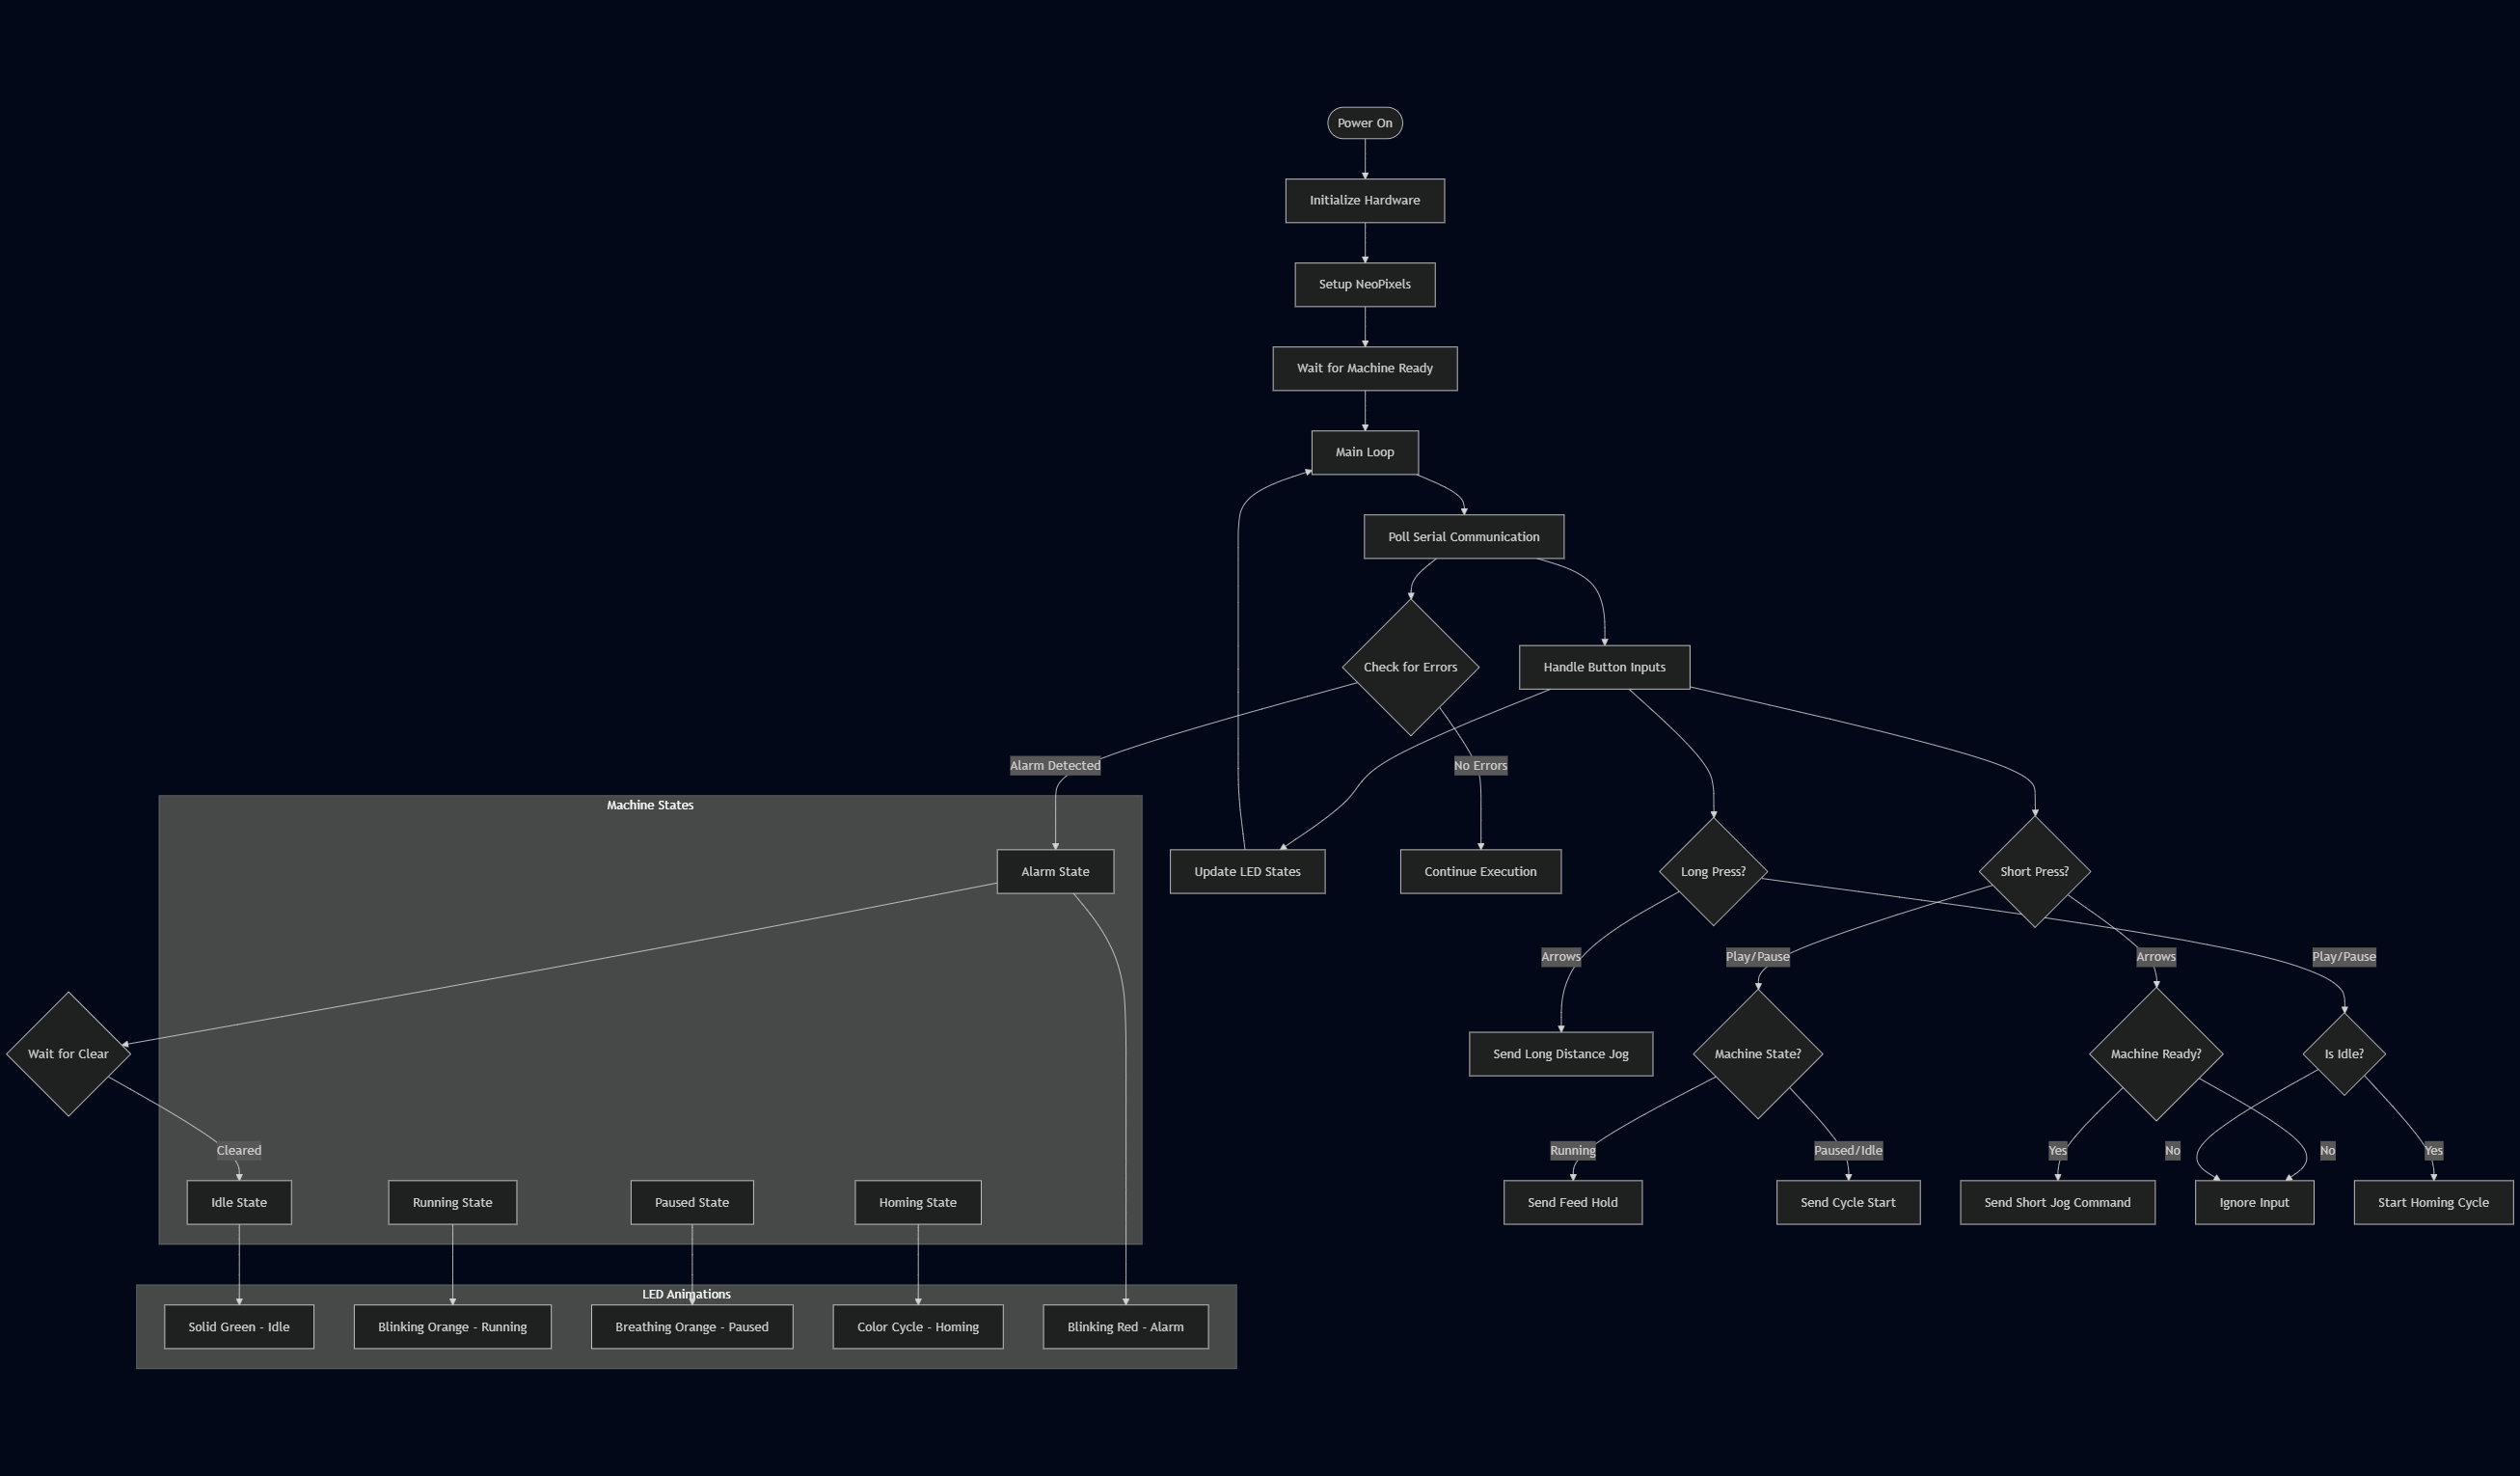 Power On
Initialize Hardware
Setup NeoPixels
Wait for Machine Ready
Main Loop
Poll Serial Communication
Check for Errors
Handle Button Inputs
Alarm Detected
No Errors
Machine States
Alarm State
Update LED States
Continue Execution
Long Press?
Short Press?
Arrows
Play/Pause
Arrows
Play/Pause
Wait for Clear
Send Long Distance Jog
Machine State?
Machine Ready?
Is Idle?
Cleared
Running
Paused/Idle
Yes
No
No
Yes
Idle State
Running State
Paused State
Homing State
Send Feed Hold
Send Cycle Start
Send Short Jog Command
Ignore Input
Start Homing Cycle
LED Animations
Solid Green - Idle
Blinking Orange - Running
Breathing Orange - Paused
Color Cycle - Homing
Blinking Red - Alarm